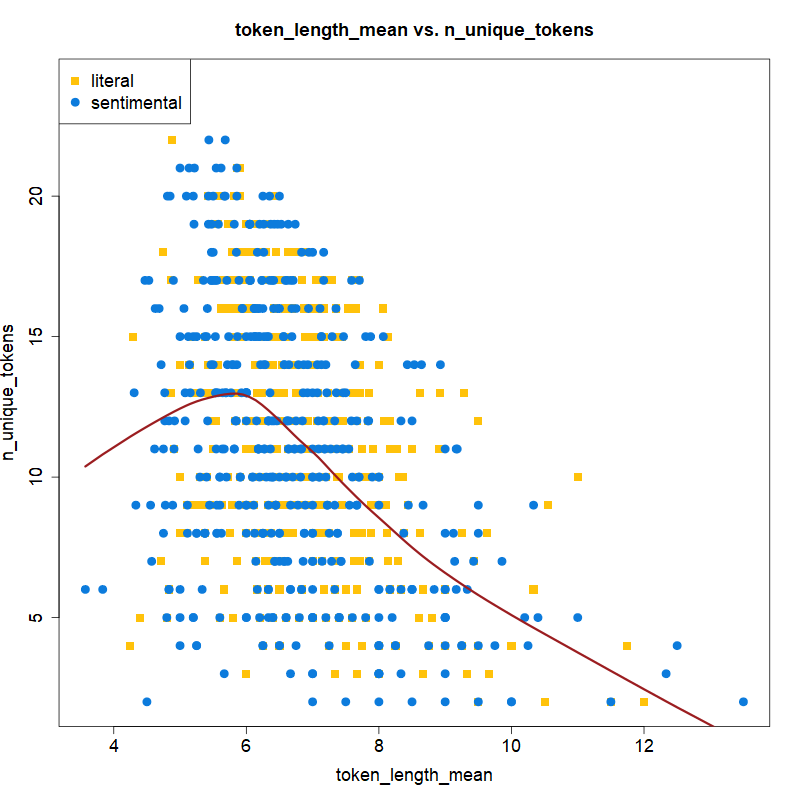 token_length_mean vs. n_unique_tokens
literal
sentimental
n_unique_tokens
20
15
10
5
4 6 8 10 12
token_length_mean